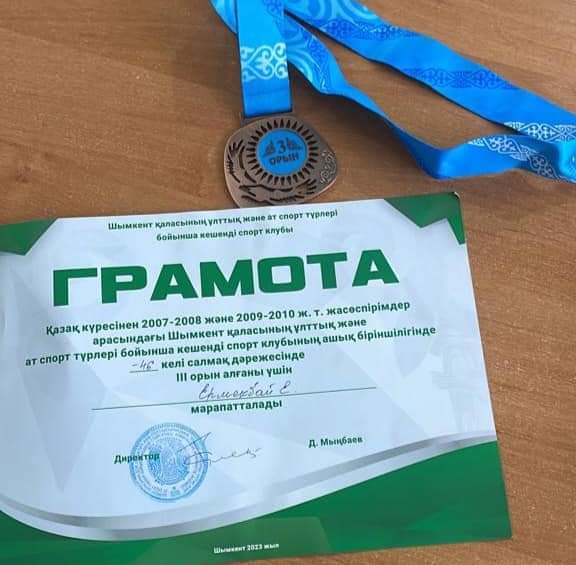 3
ОРЫН
Шымкент қаласының ұлттық және ат спорт түрлері
бойынша кешенді спорт клубы
ГРАМОТА
Қазақ күресінен 2007-2008 және 2009-2010 ж. т. жасөспірімдер
арасындағы Шымкент қаласының ұлттық және
ат спорт түрлері бойынша кешенді спорт клубының ашық біріншілігінде
-46 келі салмақ дәрежесінде
III орын алғаны үшін
Ермекбай Е
марапатталады
Директор Д. Мыңбаев
Шымкент 2023 жыл